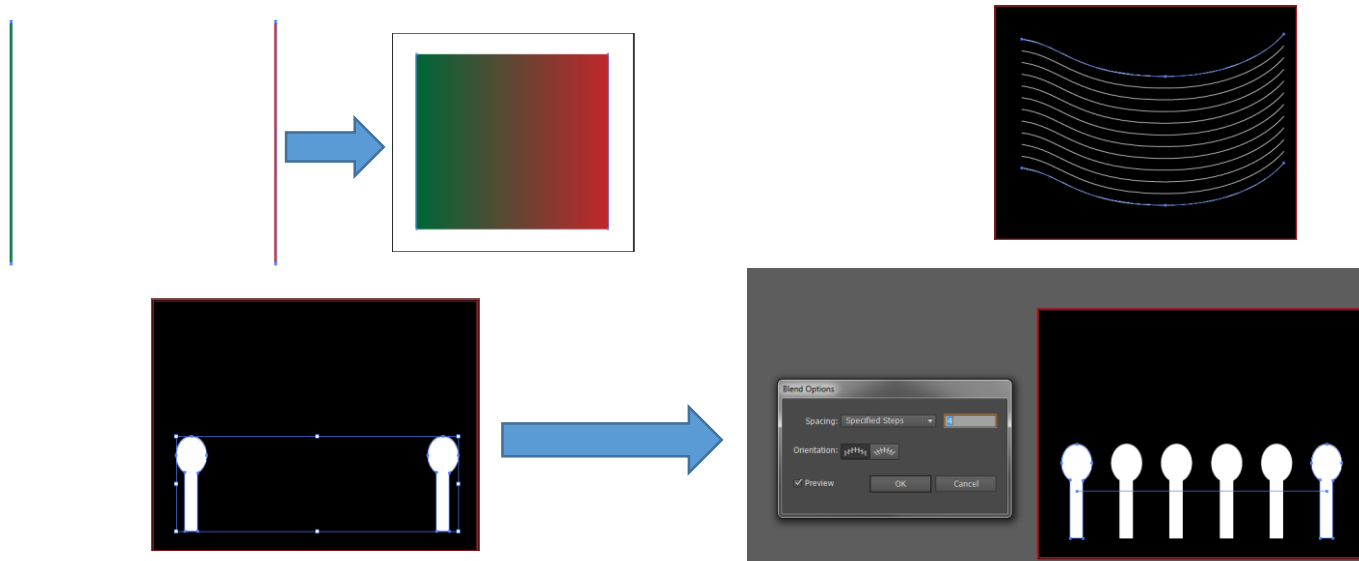 Blend Options
Spacing: Specified Steps 4
Orientation:
Preview OK Cancel